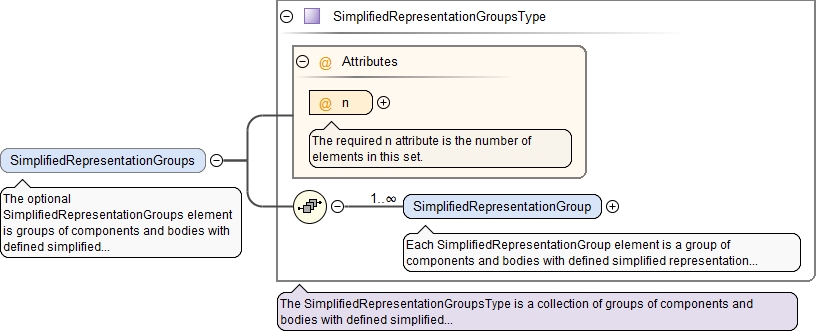 SimplifiedRepresentationGroupsType
@ Attributes
@ n
The required n attribute is the number of
elements in this set.
SimplifiedRepresentationGroups
The optional
SimplifiedRepresentationGroups element
is groups of components and bodies with
defined simplified...
1..∞
SimplifiedRepresentationGroup
Each SimplifiedRepresentationGroup element is a group of
components and bodies with defined simplified representation...
The SimplifiedRepresentationGroupsType is a collection of groups of components and
bodies with defined simplified...